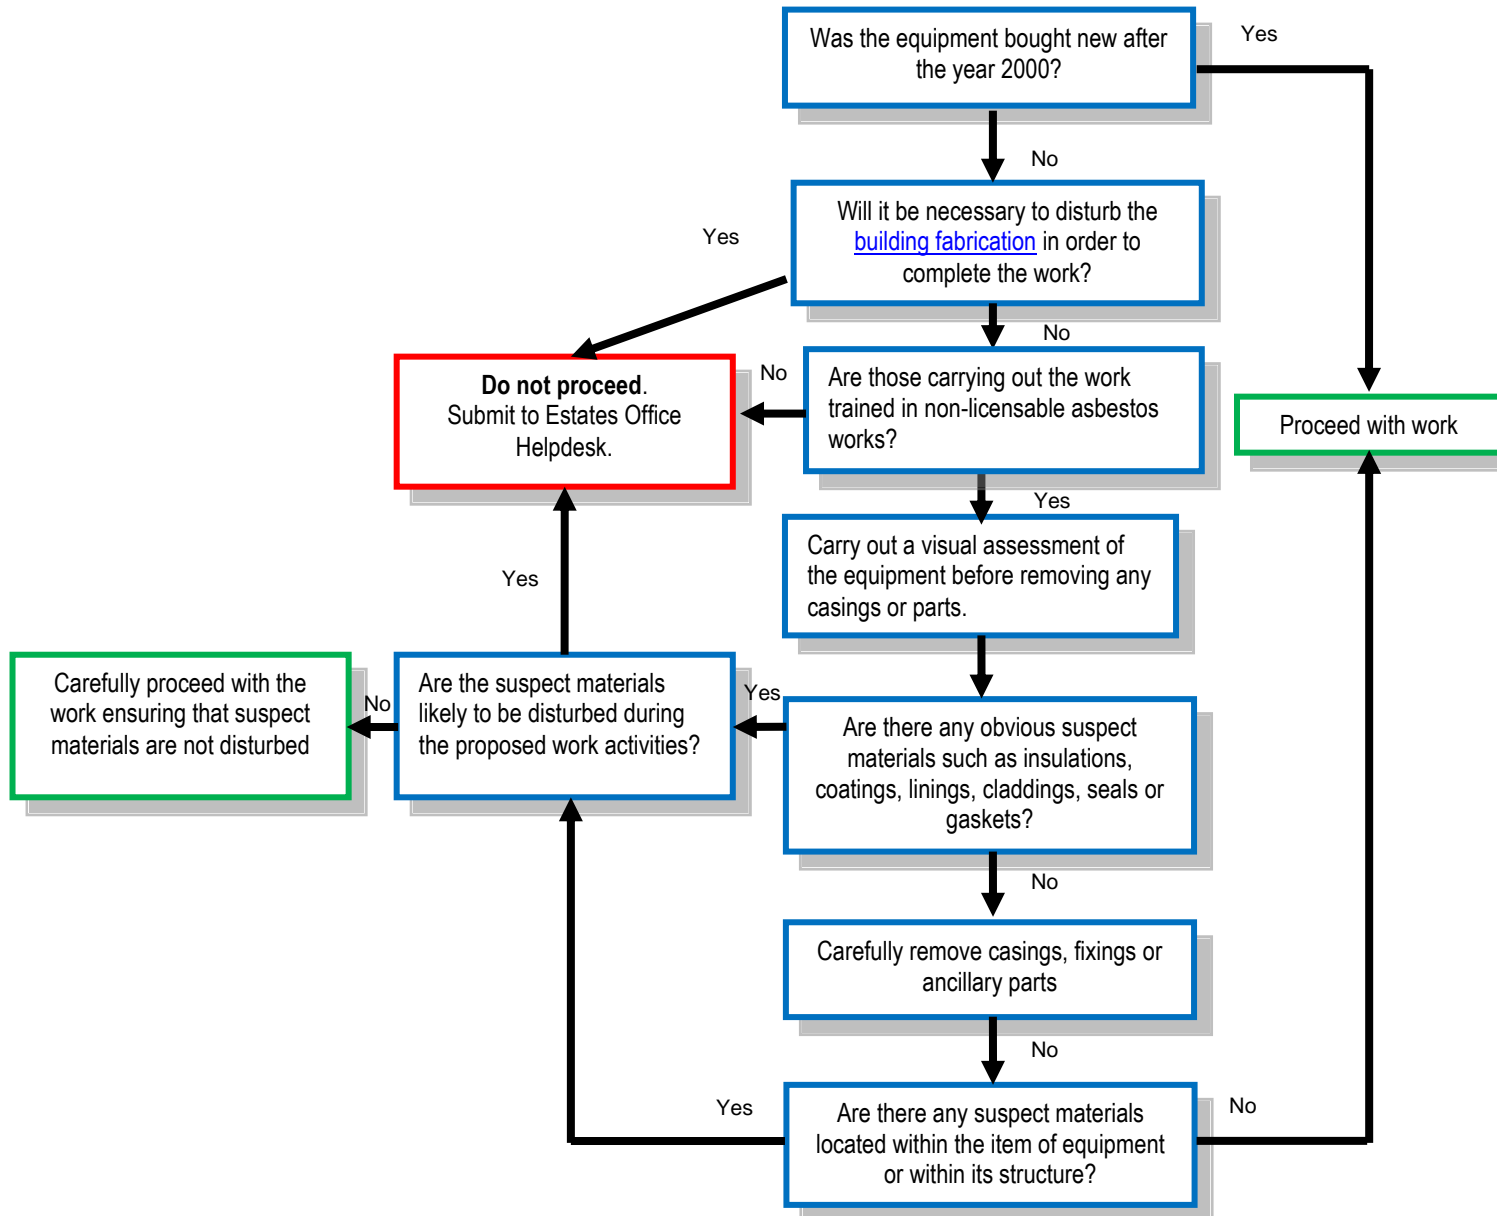 Was the equipment bought new after
the year 2000?
Yes
No
Will it be necessary to disturb the
building fabrication in order to
complete the work?
Yes
No
Do not proceed.
Submit to Estates Office
Helpdesk.
No
Are those carrying out the work
trained in non-licensable asbestos
works?
Proceed with work
Yes
Carry out a visual assessment of
the equipment before removing any
casings or parts.
Yes
Carefully proceed with the
work ensuring that suspect
materials are not disturbed
No
Are the suspect materials
likely to be disturbed during
the proposed work activities?
Yes
Are there any obvious suspect
materials such as insulations,
coatings, linings, claddings, seals or
gaskets?
No
Carefully remove casings, fixings or
ancillary parts
No
Yes
Are there any suspect materials
located within the item of equipment
or within its structure?
No